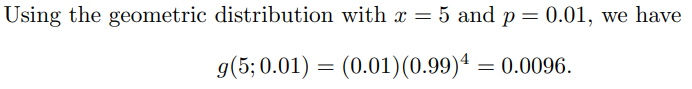 Using the geometric distribution with x = 5 and p = 0.01, we have
g(5; 0.01) = (0.01)(0.99)⁴ = 0.0096.